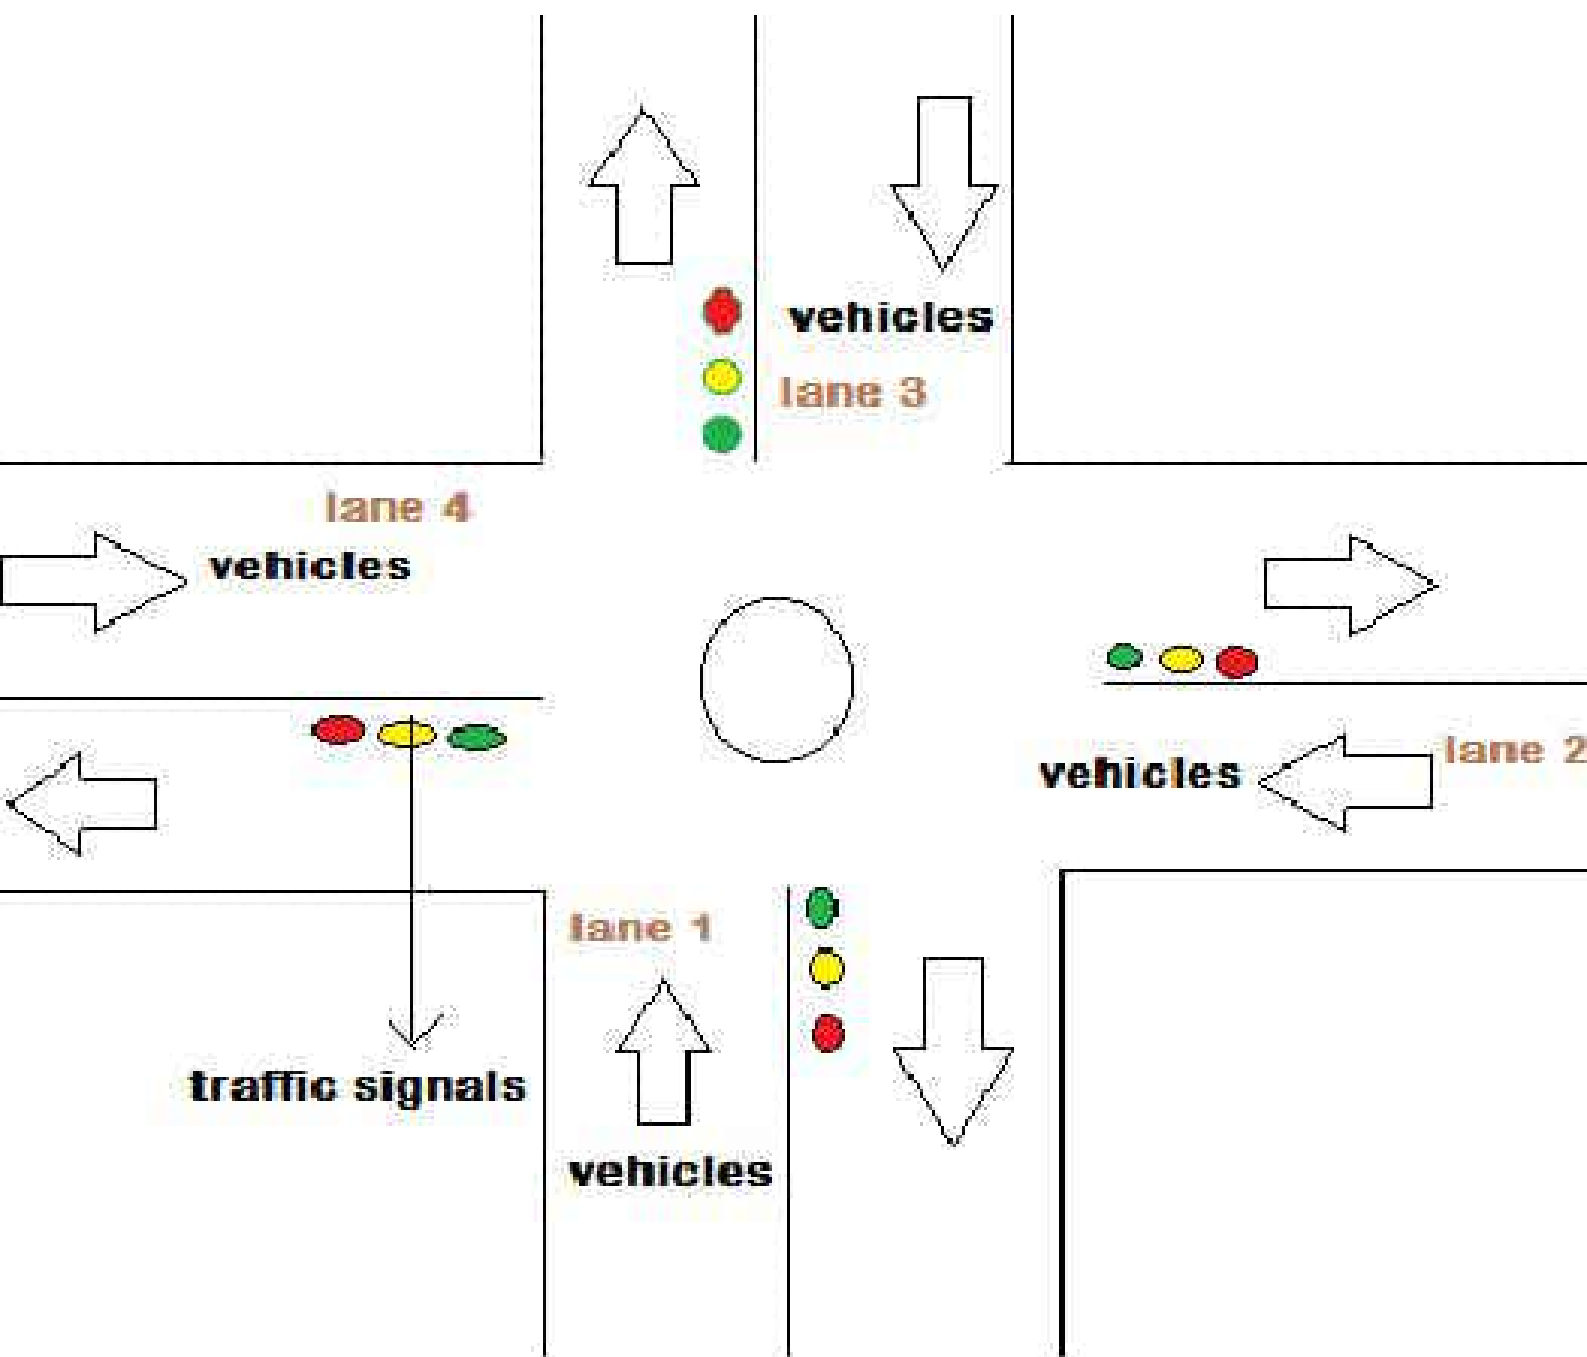 vehicles
lane 3
lane 4
vehicles
lane 2
vehicles
lane 1
traffic signals
vehicles